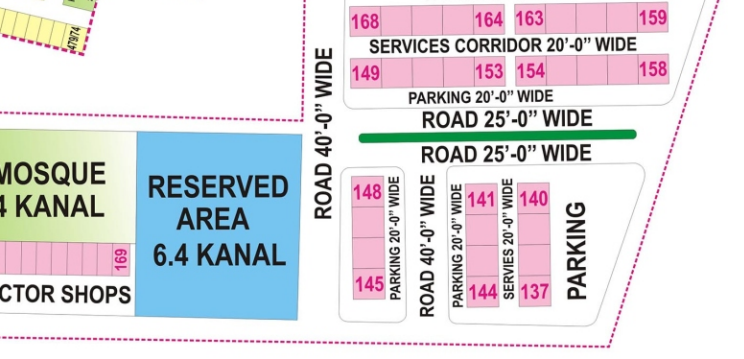 479/74
168 164 163 159
SERVICES CORRIDOR 20'-0" WIDE
149 153 154 158
PARKING 20'-0" WIDE
ROAD 25'-0" WIDE
ROAD 25'-0" WIDE
ROAD 40'-0" WIDE
MOSQUE
4 KANAL
169
CTOR SHOPS
RESERVED
AREA
6.4 KANAL
148
145
PARKING 20'-0" WIDE
ROAD 40'-0" WIDE
PARKING 20'-0" WIDE
141
144
SERVIES 20'-0" WIDE
140
137
PARKING